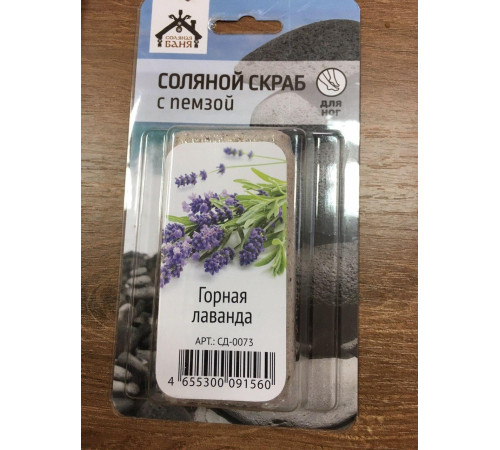 СОЛЯНАЯ
БАНЯ
СОЛЯНОЙ СКРАБ
с пемзой
ДЛЯ
НОГ
Горная
лаванда
АРТ.: СД-0073
4 655300 091560